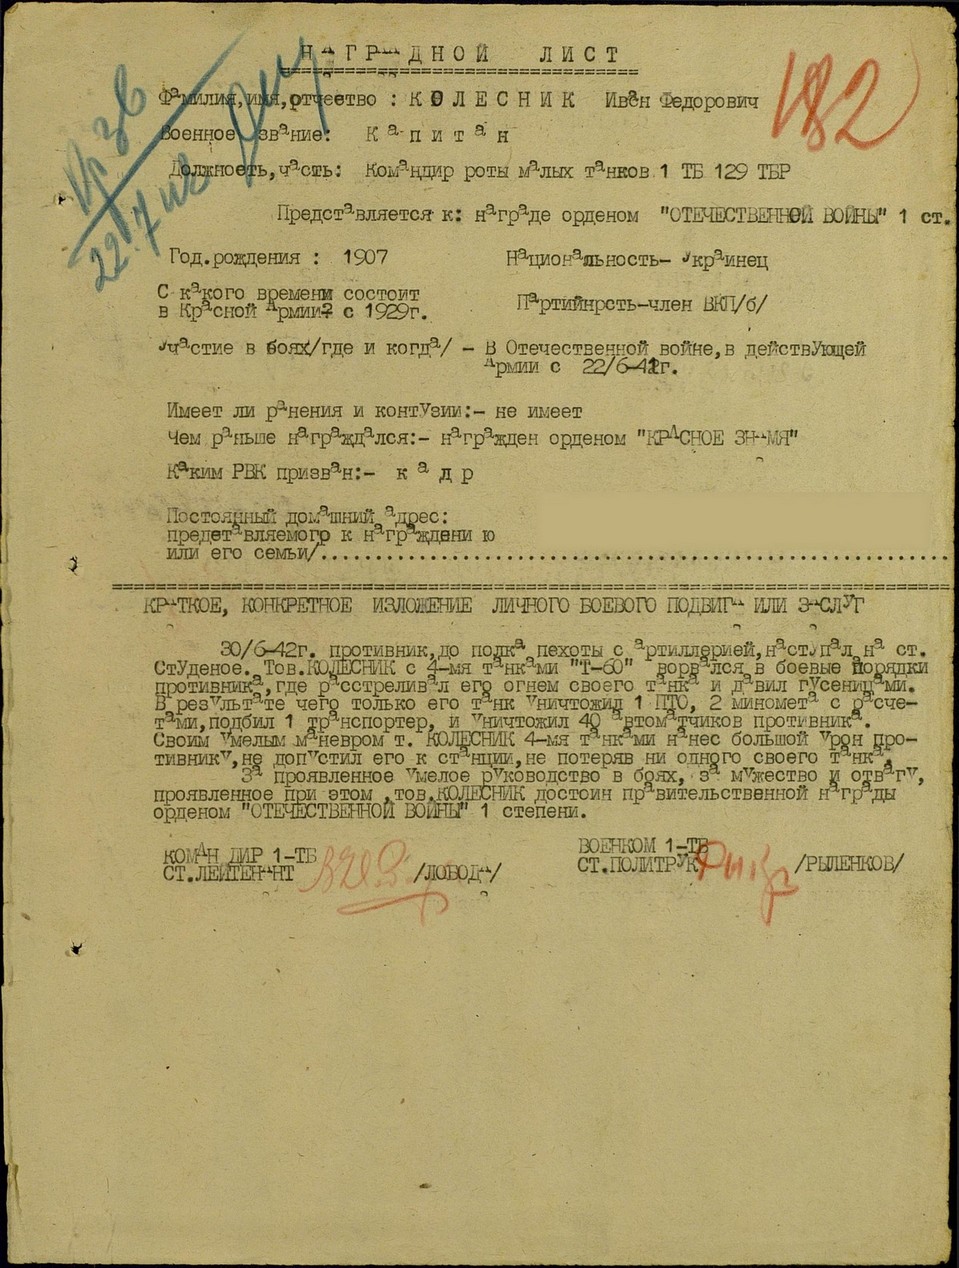 НАГРАДНОЙ ЛИСТ
Фамилия,имя,отчество : КОЛЕСНИК Иван Федорович
Военное звание: Капитан
Должность,часть: Командир роты малых танков 1 ТБ 129 ТБР
Представляется к: награде орденом "ОТЕЧЕСТВЕННОЙ ВОЙНЫ" 1 ст.
Год.рождения : 1907 Национальность- Украинец
С какого времени состоит
в Красной Армии? с 1929г. Партийнрсть-член ВКП/б/
Участие в боях/где и когда/ - В Отечественной войне,в действующей
Армии с 22/6-41г.
Имеет ли ранения и контузии:- не имеет
Чем раньше награждался:- награжден орденом "КРАСНОЕ ЗНАМЯ"
Каким РВК призван:- кадр
Постоянный домашний адрес:
представляемогр к награждени ю
или его семьи/..............................................
КРАТКОЕ, КОНКРЕТНОЕ ИЗЛОЖЕНИЕ ЛИЧНОГО БОЕВОГО ПОДВИГА ИЛИ ЗАСЛУГ
30/6-42г. противник,до полка пехоты с артиллерией,наступал на ст.
Студеное. Тов.КОЛЕСНИК с 4-мя танками "Т-60" ворвался в боевые порядки
противника,где расстреливал его огнем своего танка и давил гусеницами.
В результате чего только его танк уничтожил 1 ПТО, 2 миномета с расче-
тами,подбил 1 транспортер, и уничтожил 40 автоматчиков противника.
Своим умелым маневром т. КОЛЕСНИК 4-мя танками нанес большой урон про-
тивнику,не допустил его к станции,не потеряв ни одного своего танка.
За проявленное умелое руководство в боях, за мужество и отвагу,
проявленное при этом ,тов.КОЛЕСНИК достоин правительственной награды
орденом "ОТЕЧЕСТВЕННОЙ ВОЙНЫ" 1 степени.
КОМАН ДИР 1-ТБ
СТ.ЛЕЙТЕНАНТ /ЛОБОДА/
ВОЕНКОМ 1-ТБ
СТ.ПОЛИТРУК /РЫЛЕНКОВ/
182